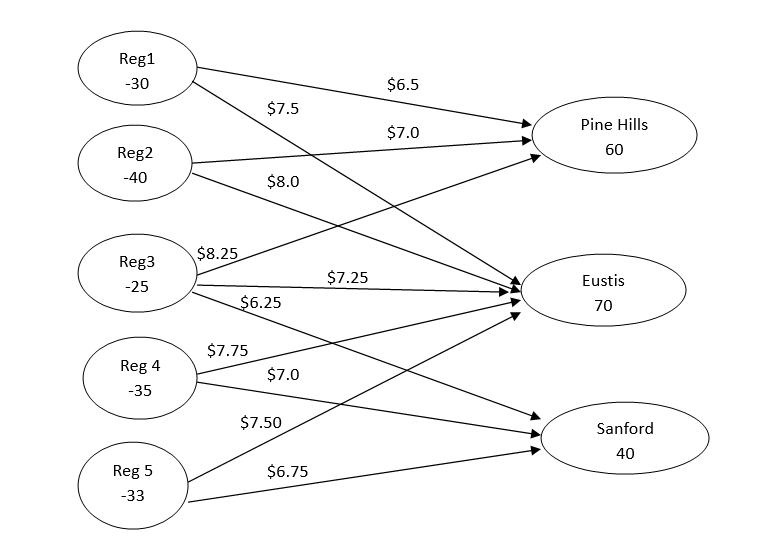 Reg1
-30
$6.5
$7.5
Pine Hills
60
$7.0
Reg2
-40
$8.0
Reg3
-25
$8.25
$7.25
$6.25
Eustis
70
Reg 4
-35
$7.75
$7.0
$7.50
Sanford
40
Reg 5
-33
$6.75